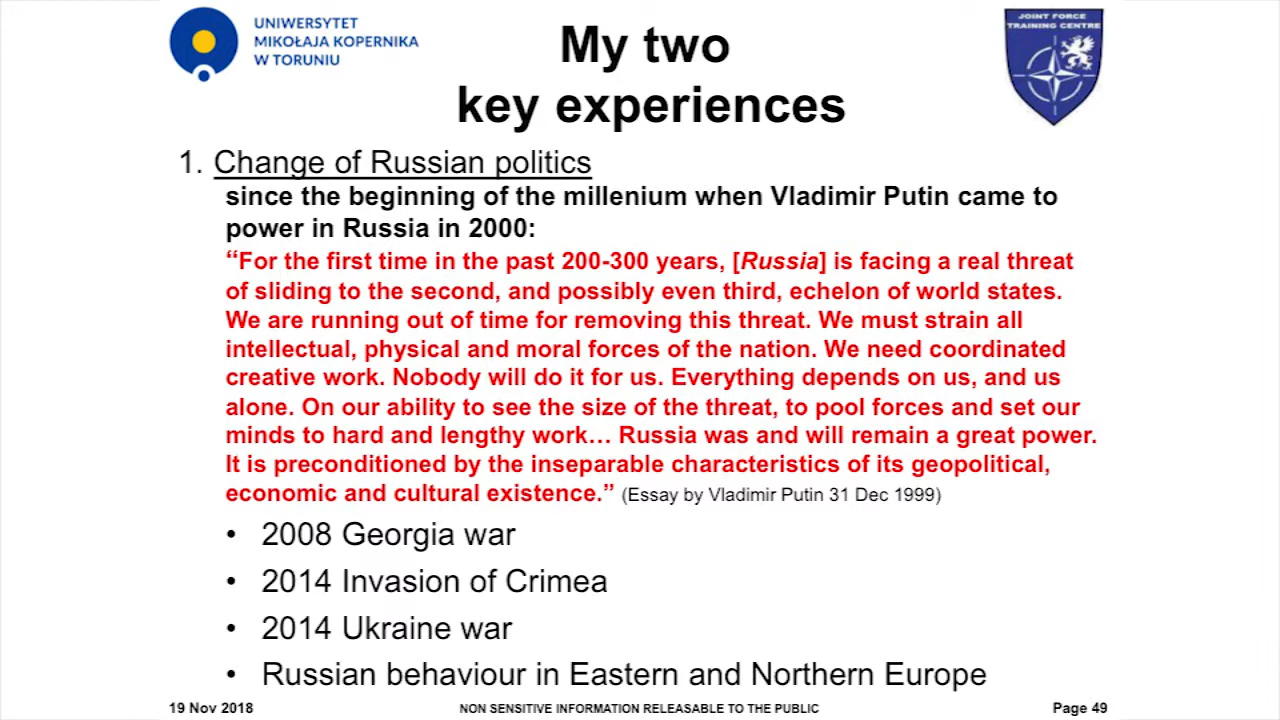 UNIWERSYTET
MIKOŁAJA KOPERNIKA
W TORUNIU
My two
key experiences
JOINT FORCE
TRAINING CENTRE
1. Change of Russian politics
since the beginning of the millenium when Vladimir Putin came to
power in Russia in 2000:
“For the first time in the past 200-300 years, [Russia] is facing a real threat
of sliding to the second, and possibly even third, echelon of world states.
We are running out of time for removing this threat. We must strain all
intellectual, physical and moral forces of the nation. We need coordinated
creative work. Nobody will do it for us. Everything depends on us, and us
alone. On our ability to see the size of the threat, to pool forces and set our
minds to hard and lengthy work… Russia was and will remain a great power.
It is preconditioned by the inseparable characteristics of its geopolitical,
economic and cultural existence.” (Essay by Vladimir Putin 31 Dec 1999)
• 2008 Georgia war
• 2014 Invasion of Crimea
• 2014 Ukraine war
• Russian behaviour in Eastern and Northern Europe
19 Nov 2018
NON SENSITIVE INFORMATION RELEASABLE TO THE PUBLIC
Page 49